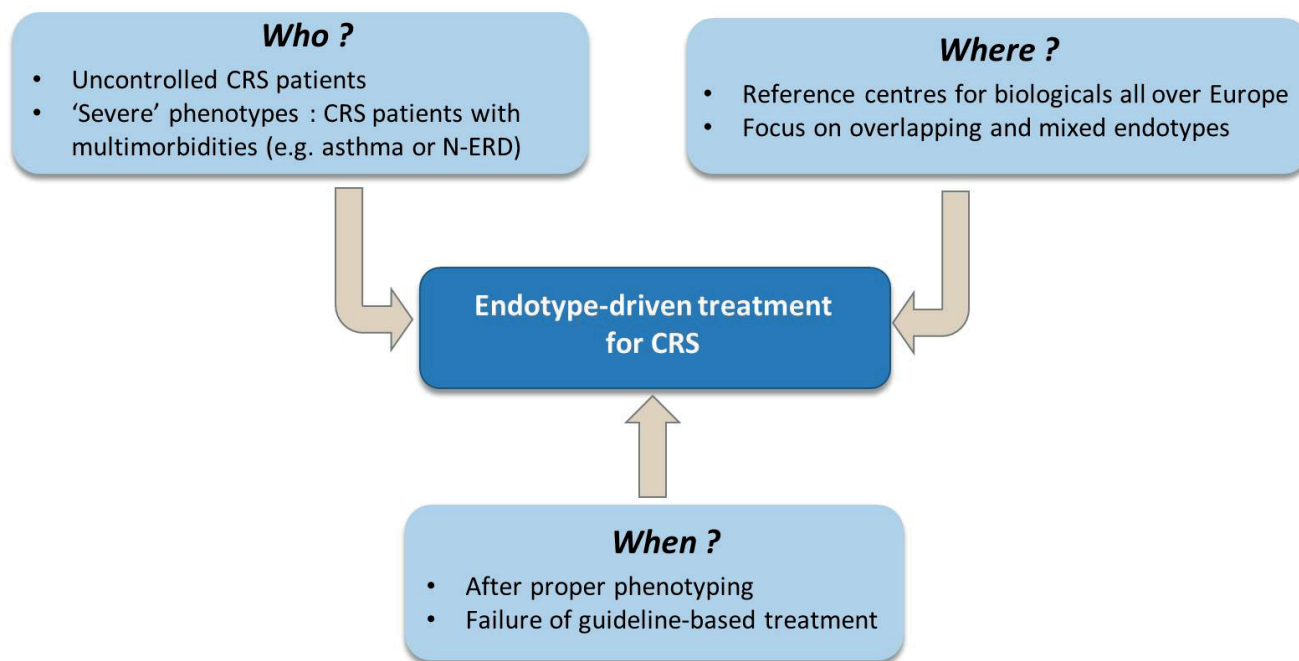 Who ?
• Uncontrolled CRS patients
• ‘Severe’ phenotypes : CRS patients with
multimorbidities (e.g. asthma or N-ERD)
Where ?
• Reference centres for biologicals all over Europe
• Focus on overlapping and mixed endotypes
Endotype-driven treatment
for CRS
When ?
• After proper phenotyping
• Failure of guideline-based treatment